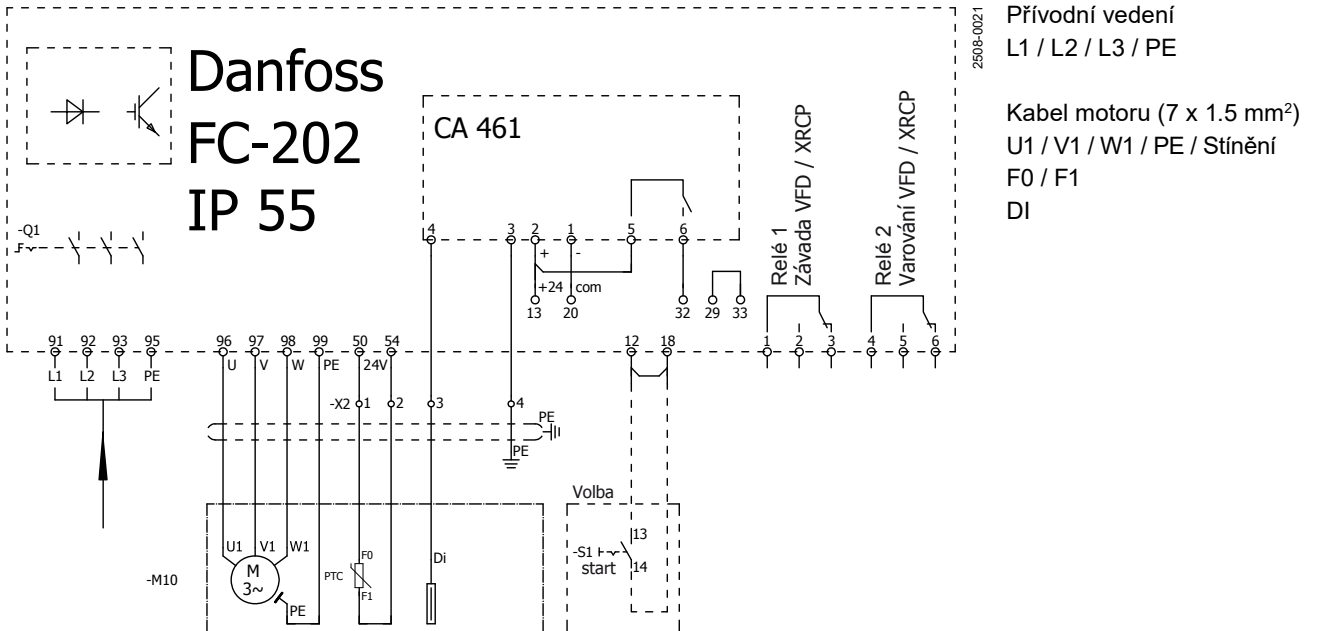 Danfoss
FC-202
IP 55
-Q1
CA 461
4 3 2 1 5 6
+ -
+24 com
13 20 32 29 33
Relé 1
Závada VFD / XRCP
Relé 2
Varování VFD / XRCP
2508-0021
Přívodní vedení
L1 / L2 / L3 / PE
Kabel motoru (7 x 1.5 mm²)
U1 / V1 / W1 / PE / Stínění
F0 / F1
DI
91 92 93 95 96 97 98 99 50 54 12 18 1 2 3 4 5 6
L1 L2 L3 PE U V W PE 24V
-X2 1 2 3 4
PE
PE
Volba
-M10
U1 V1 W1
M
3~
PE
PTC
F0
F1
Di
-S1
start
13
14